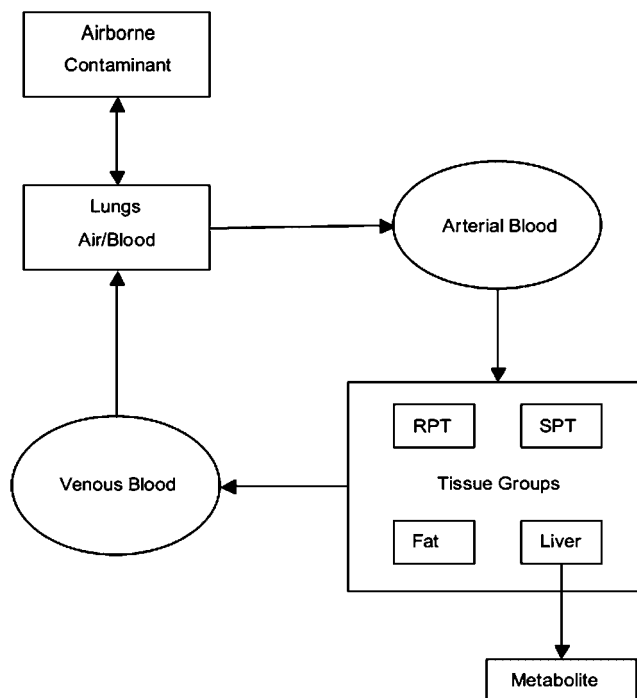 Airborne
Contaminant
Lungs
Air/Blood
Arterial Blood
RPT
SPT
Venous Blood
Tissue Groups
Fat
Liver
Metabolite